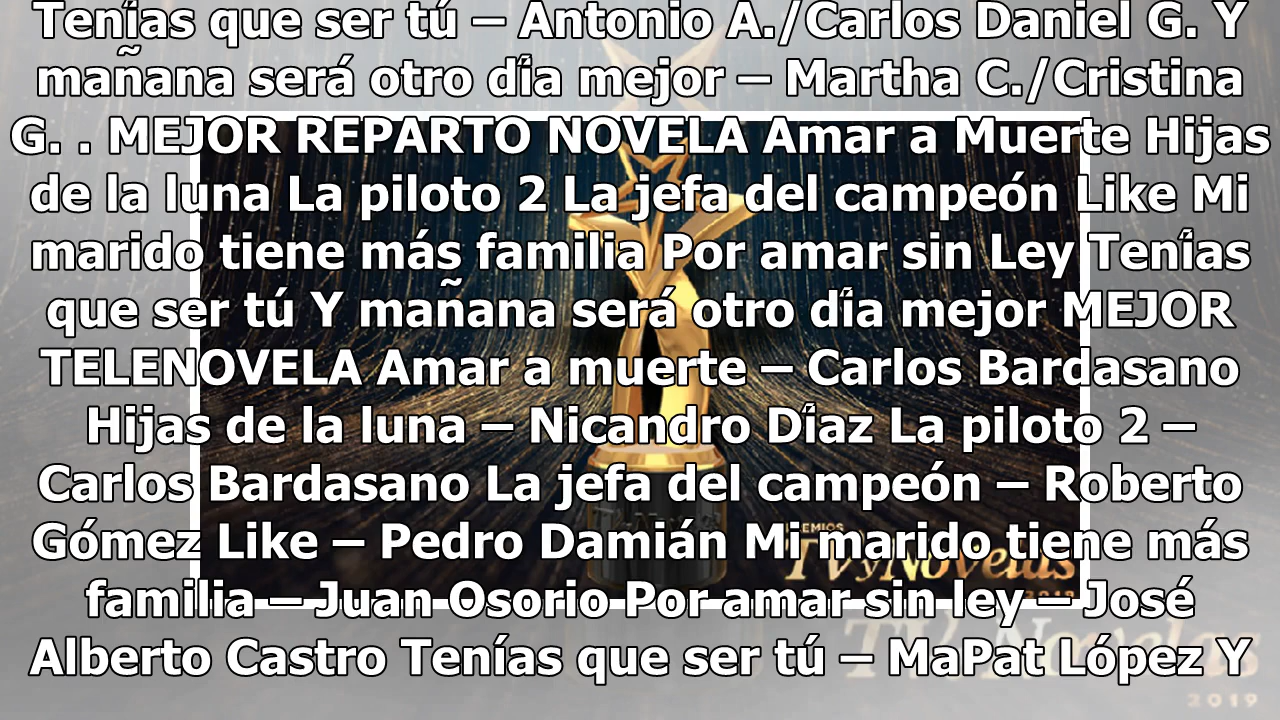 Tenías que ser tú – Antonio A./Carlos Daniel G. Y
mañana será otro día mejor – Martha C./Cristina
G. . MEJOR REPARTO NOVELA Amar a Muerte Hijas
de la luna La piloto 2 La jefa del campeón Like Mi
marido tiene más familia Por amar sin Ley Tenías
que ser tú Y mañana será otro día mejor MEJOR
TELENOVELA Amar a muerte – Carlos Bardasano
Hijas de la luna – Nicandro Díaz La piloto 2 –
Carlos Bardasano La jefa del campeón – Roberto
Gómez Like – Pedro Damián Mi marido tiene más
familia – Juan Osorio Por amar sin ley – José
Alberto Castro Tenías que ser tú – MaPat López Y
PREMIOS
TVyNovelas
2019
TVyNovelas
2019